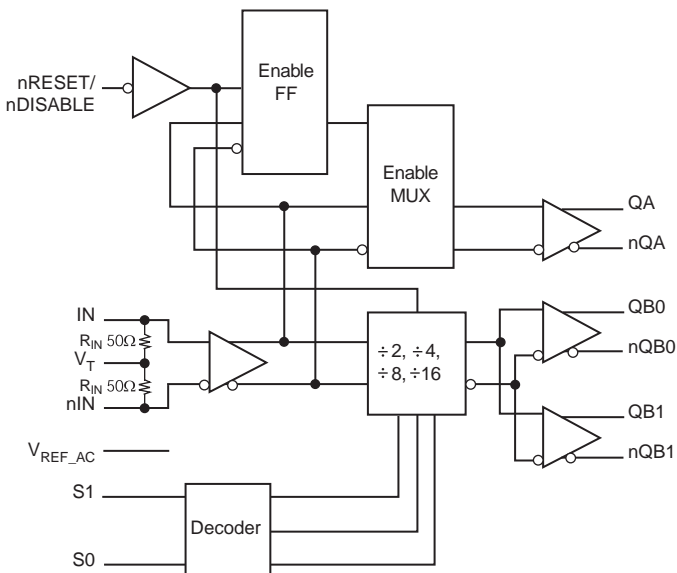 Enable
FF
nRESET/
nDISABLE
Enable
MUX
QA
nQA
IN
R_IN 50Ω
V_T
R_IN 50Ω
nIN
÷2, ÷4,
÷8, ÷16
QB0
nQB0
QB1
nQB1
V_REF_AC
S1
Decoder
S0